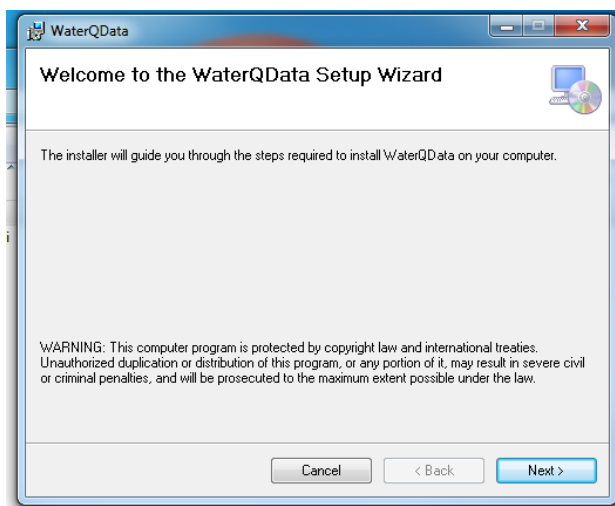 WaterQData
Welcome to the WaterQData Setup Wizard
The installer will guide you through the steps required to install WaterQData on your computer.
i
WARNING: This computer program is protected by copyright law and international treaties.
Unauthorized duplication or distribution of this program, or any portion of it, may result in severe civil
or criminal penalties, and will be prosecuted to the maximum extent possible under the law.
Cancel
< Back
Next >